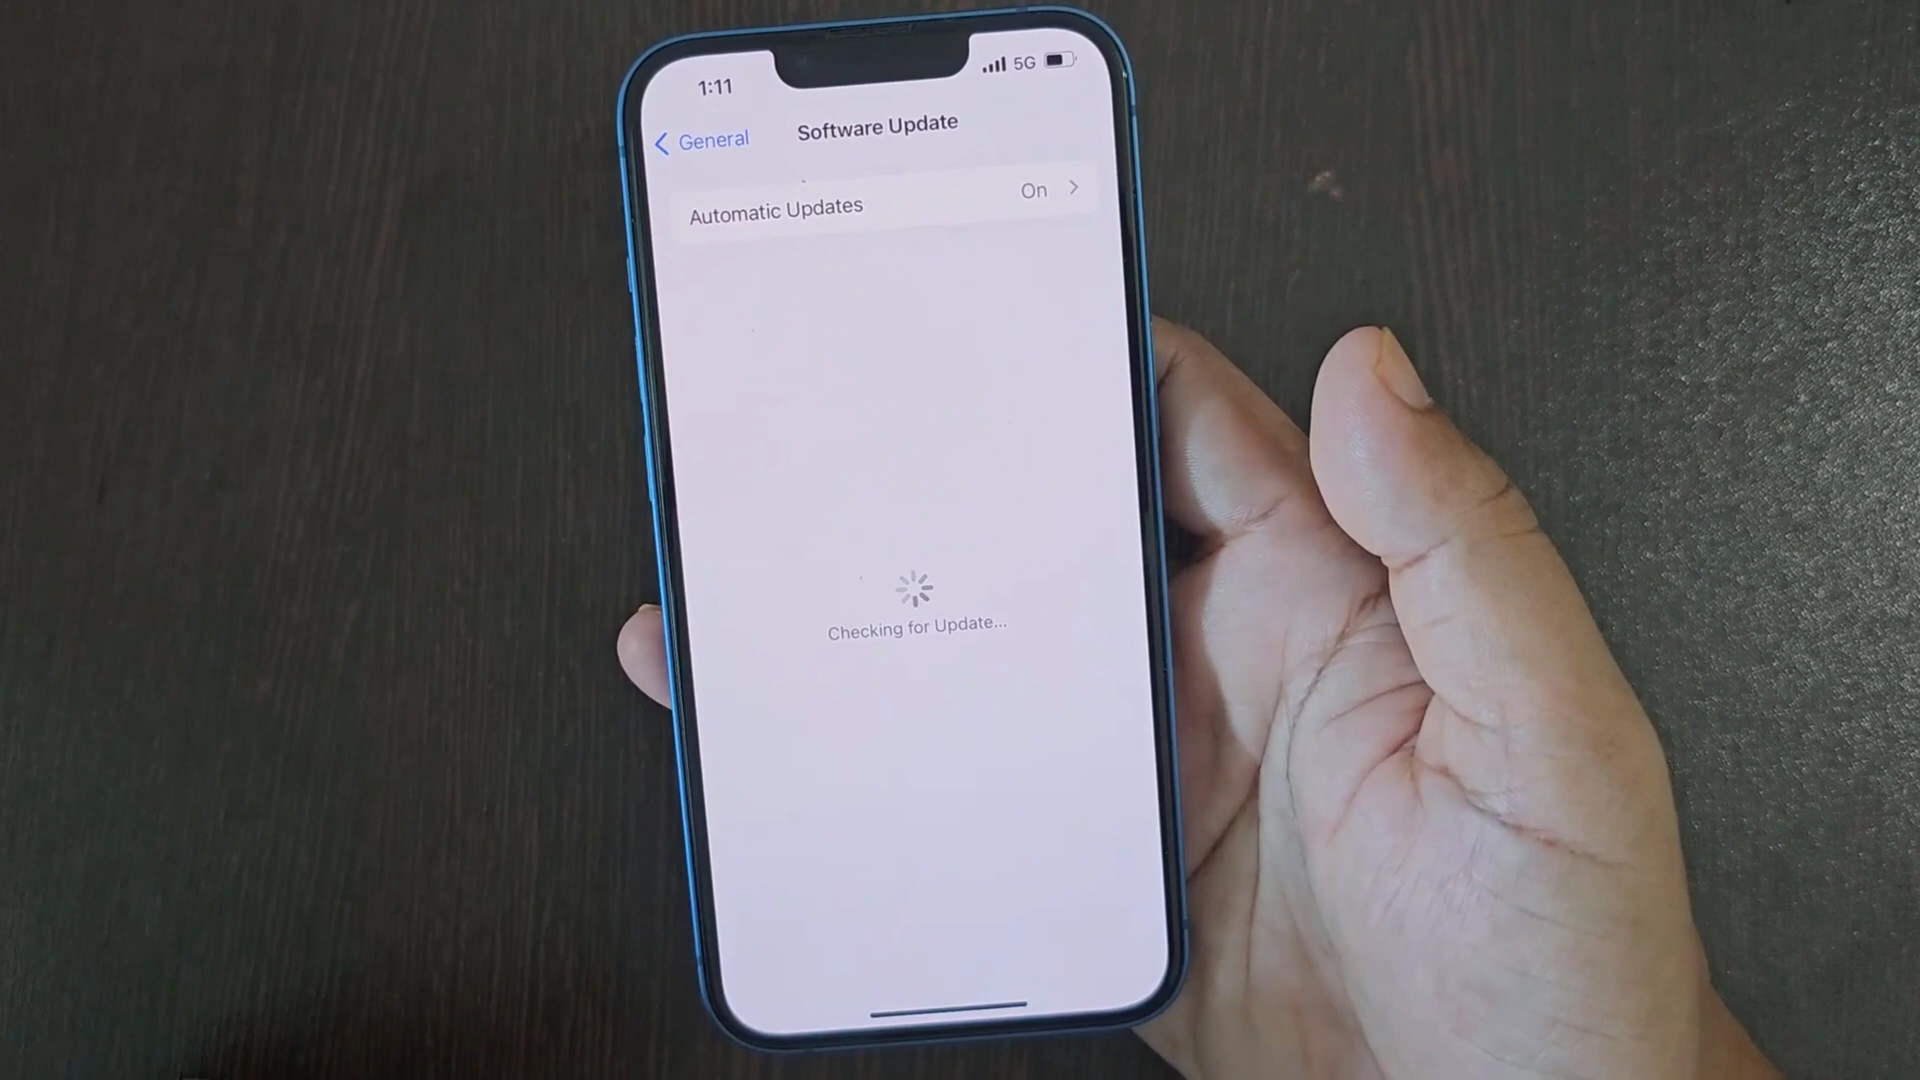 1:11
5G
General
Software Update
Automatic Updates
On
Checking for Update...